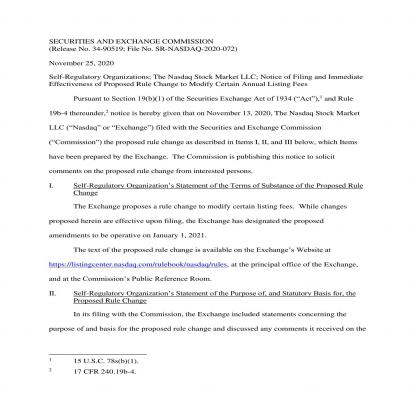 SECURITIES AND EXCHANGE COMMISSION
(Release No. 34-90519; File No. SR-NASDAQ-2020-072)
November 25, 2020
Self-Regulatory Organizations; The Nasdaq Stock Market LLC; Notice of Filing and Immediate
Effectiveness of Proposed Rule Change to Modify Certain Annual Listing Fees
Pursuant to Section 19(b)(1) of the Securities Exchange Act of 1934 (“Act”),1 and Rule
19b-4 thereunder,2 notice is hereby given that on November 13, 2020, The Nasdaq Stock Market
LLC (“Nasdaq” or “Exchange”) filed with the Securities and Exchange Commission
(“Commission”) the proposed rule change as described in Items I, II, and III below, which Items
have been prepared by the Exchange. The Commission is publishing this notice to solicit
comments on the proposed rule change from interested persons.
I. Self-Regulatory Organization’s Statement of the Terms of Substance of the Proposed Rule
Change
The Exchange proposes a rule change to modify certain listing fees. While changes
proposed herein are effective upon filing, the Exchange has designated the proposed
amendments to be operative on January 1, 2021.
The text of the proposed rule change is available on the Exchange’s Website at
https://listingcenter.nasdaq.com/rulebook/nasdaq/rules, at the principal office of the Exchange,
and at the Commission’s Public Reference Room.
II. Self-Regulatory Organization’s Statement of the Purpose of, and Statutory Basis for, the
Proposed Rule Change
In its filing with the Commission, the Exchange included statements concerning the
purpose of and basis for the proposed rule change and discussed any comments it received on the
1 15 U.S.C. 78s(b)(1).
2 17 CFR 240.19b-4.